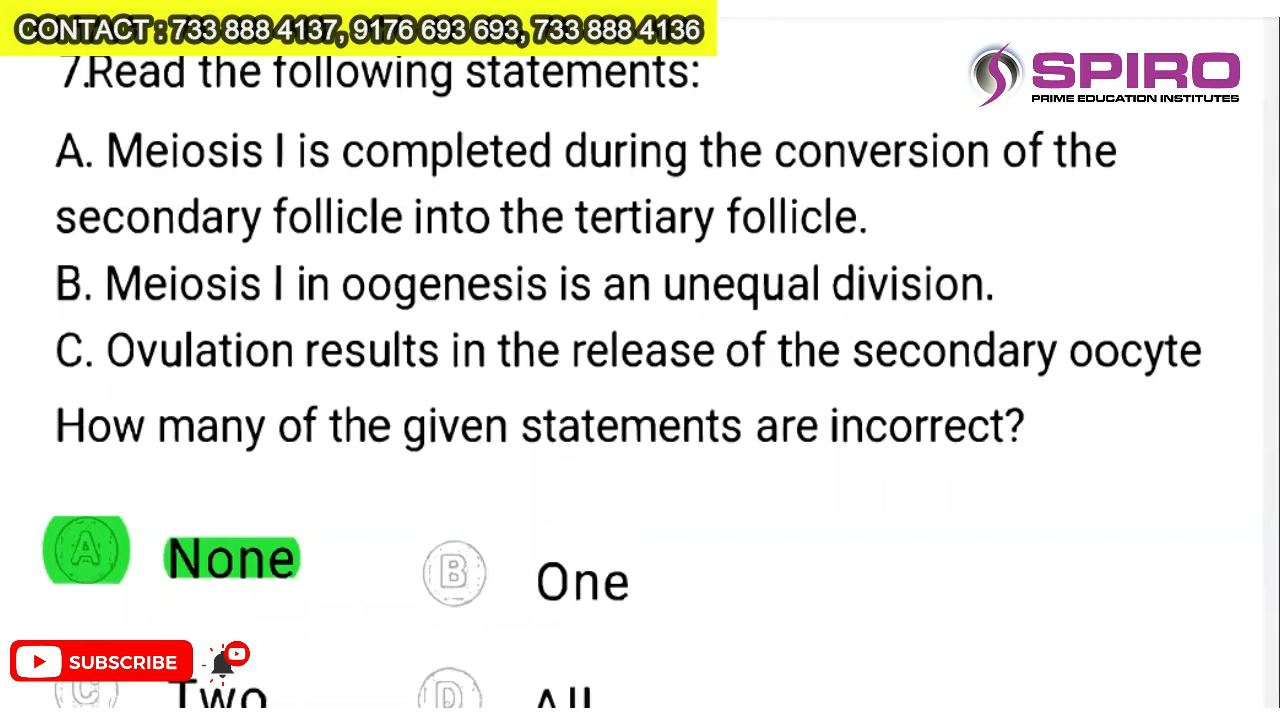 CONTACT : 733 888 4137, 9176 693 693, 733 888 4136
SPIRO
PRIME EDUCATION INSTITUTES
7.Read the following statements:
A. Meiosis I is completed during the conversion of the
secondary follicle into the tertiary follicle.
B. Meiosis I in oogenesis is an unequal division.
C. Ovulation results in the release of the secondary oocyte
How many of the given statements are incorrect?
A None
B One
SUBSCRIBE
C Two
D All